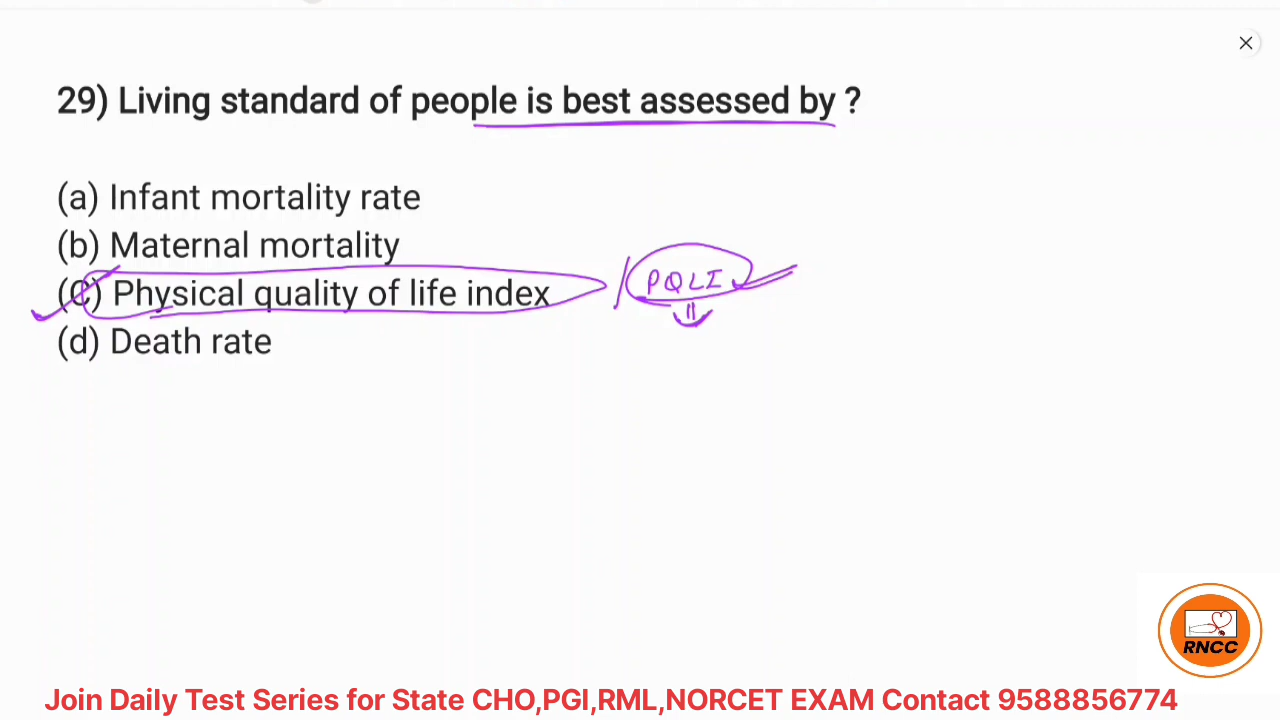 29) Living standard of people is best assessed by ?
(a) Infant mortality rate
(b) Maternal mortality
(C) Physical quality of life index
PQLI
(d) Death rate
RNCC
Join Daily Test Series for State CHO,PGI,RML,NORCET EXAM Contact 9588856774